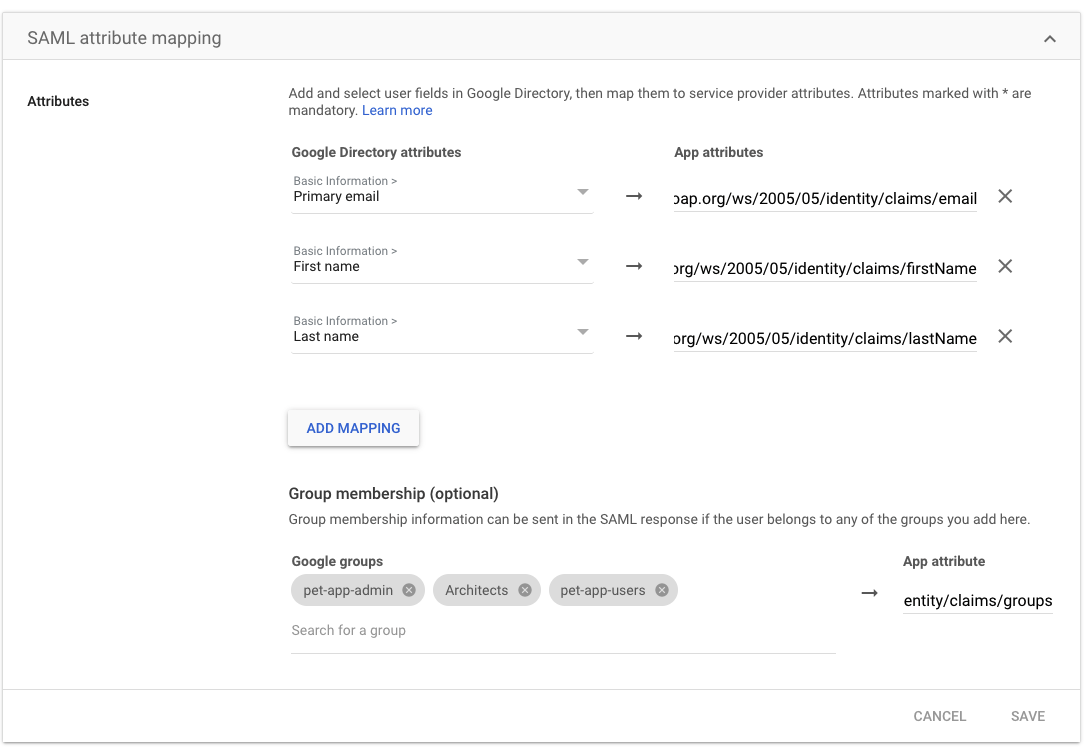 SAML attribute mapping
Attributes
Add and select user fields in Google Directory, then map them to service provider attributes. Attributes marked with * are
mandatory. Learn more
Google Directory attributes
App attributes
Basic Information >
Primary email
oap.org/ws/2005/05/identity/claims/email
Basic Information >
First name
org/ws/2005/05/identity/claims/firstName
Basic Information >
Last name
org/ws/2005/05/identity/claims/lastName
ADD MAPPING
Group membership (optional)
Group membership information can be sent in the SAML response if the user belongs to any of the groups you add here.
Google groups
App attribute
pet-app-admin Architects pet-app-users
entity/claims/groups
Search for a group
CANCEL SAVE